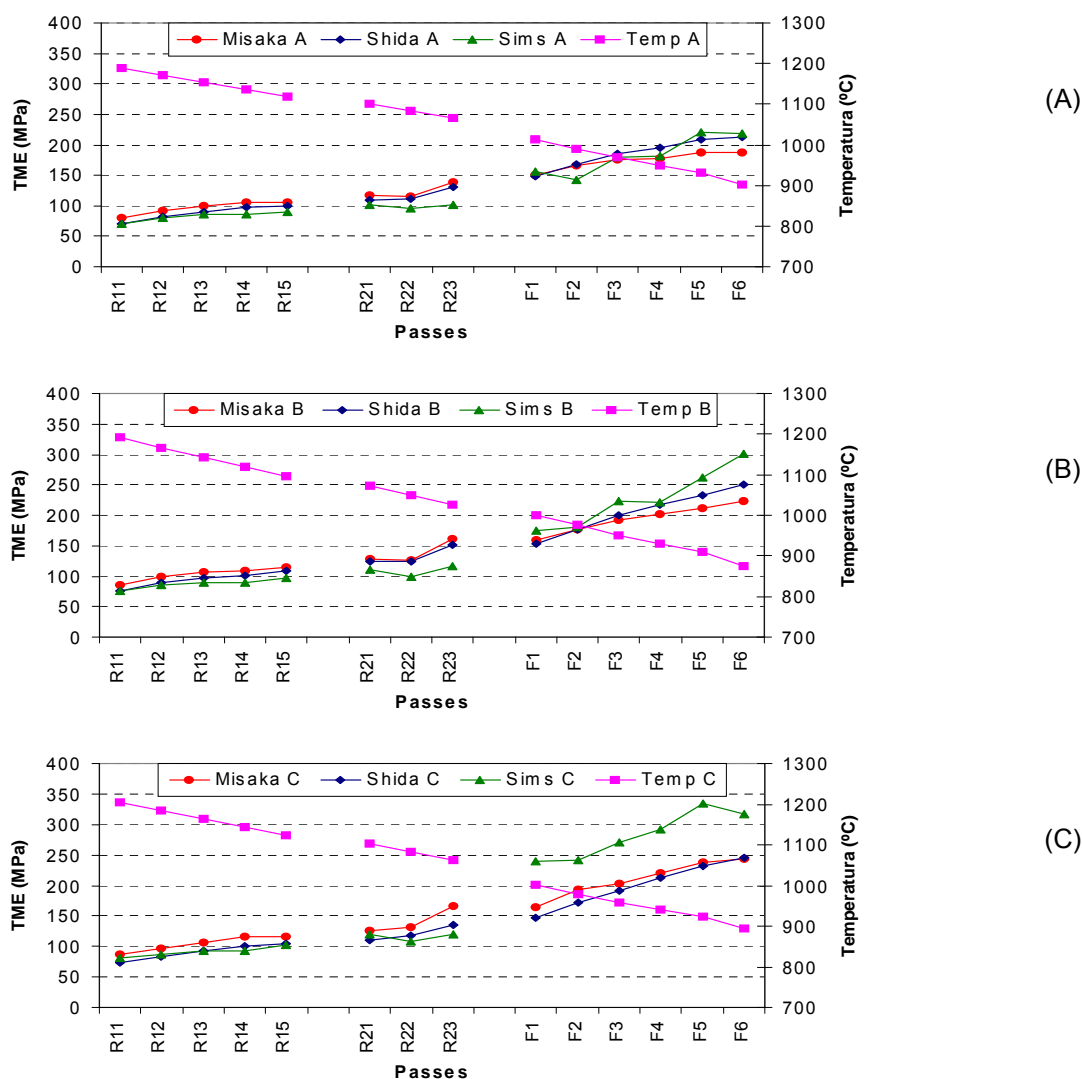 400 1300
Misaka A Shida A Sims A Temp A
350 1200
300
1100
250
200 1000
150 900
100
800
50
0 700
TME (MPa)
Temperatura (ºC)
R11 R12 R13 R14 R15 R21 R22 R23 F1 F2 F3 F4 F5 F6
Passes
(A)
400 1300
Misaka B Shida B Sims B Temp B
350 1200
300
1100
250
200 1000
150 900
100
800
50
0 700
TME (MPa)
Temperatura (ºC)
R11 R12 R13 R14 R15 R21 R22 R23 F1 F2 F3 F4 F5 F6
Passes
(B)
400 1300
Misaka C Shida C Sims C Temp C
350 1200
300
1100
250
200 1000
150 900
100
800
50
0 700
TME (MPa)
Temperatura (ºC)
R11 R12 R13 R14 R15 R21 R22 R23 F1 F2 F3 F4 F5 F6
Passes
(C)